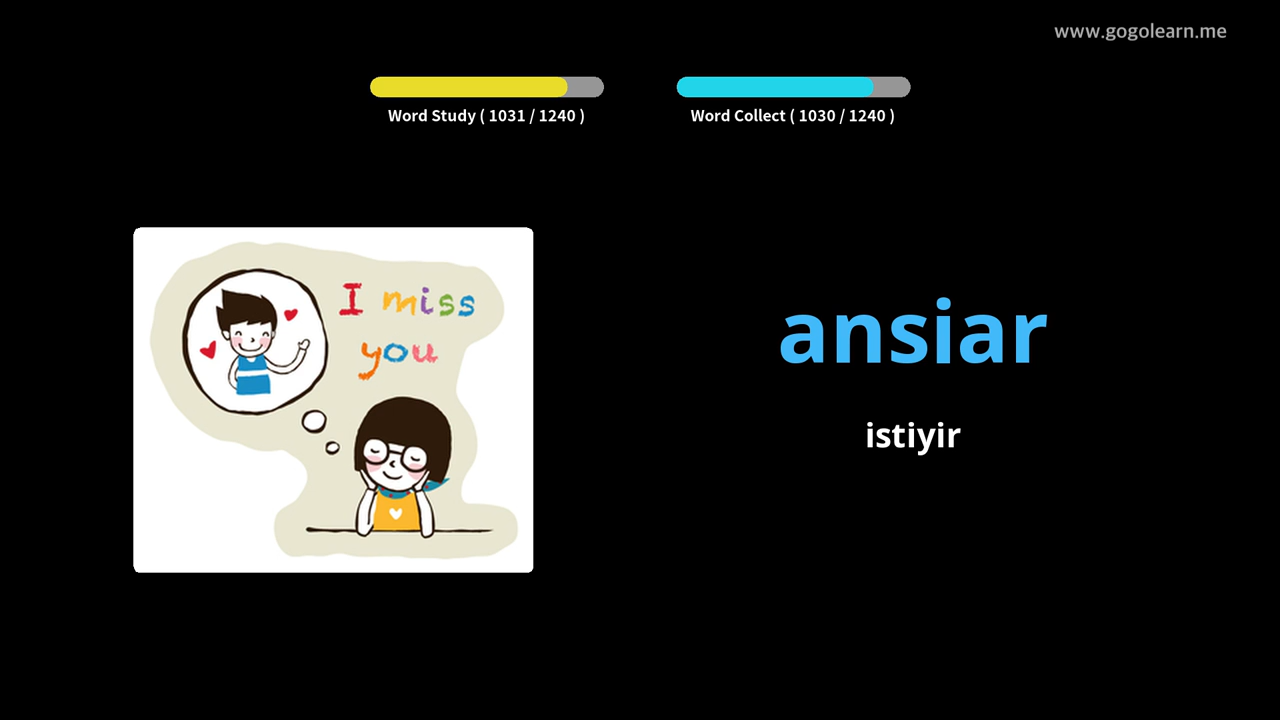 www.gogolearn.me
Word Study ( 1031 / 1240 )
Word Collect ( 1030 / 1240 )
I miss
you
ansiar
istiyir